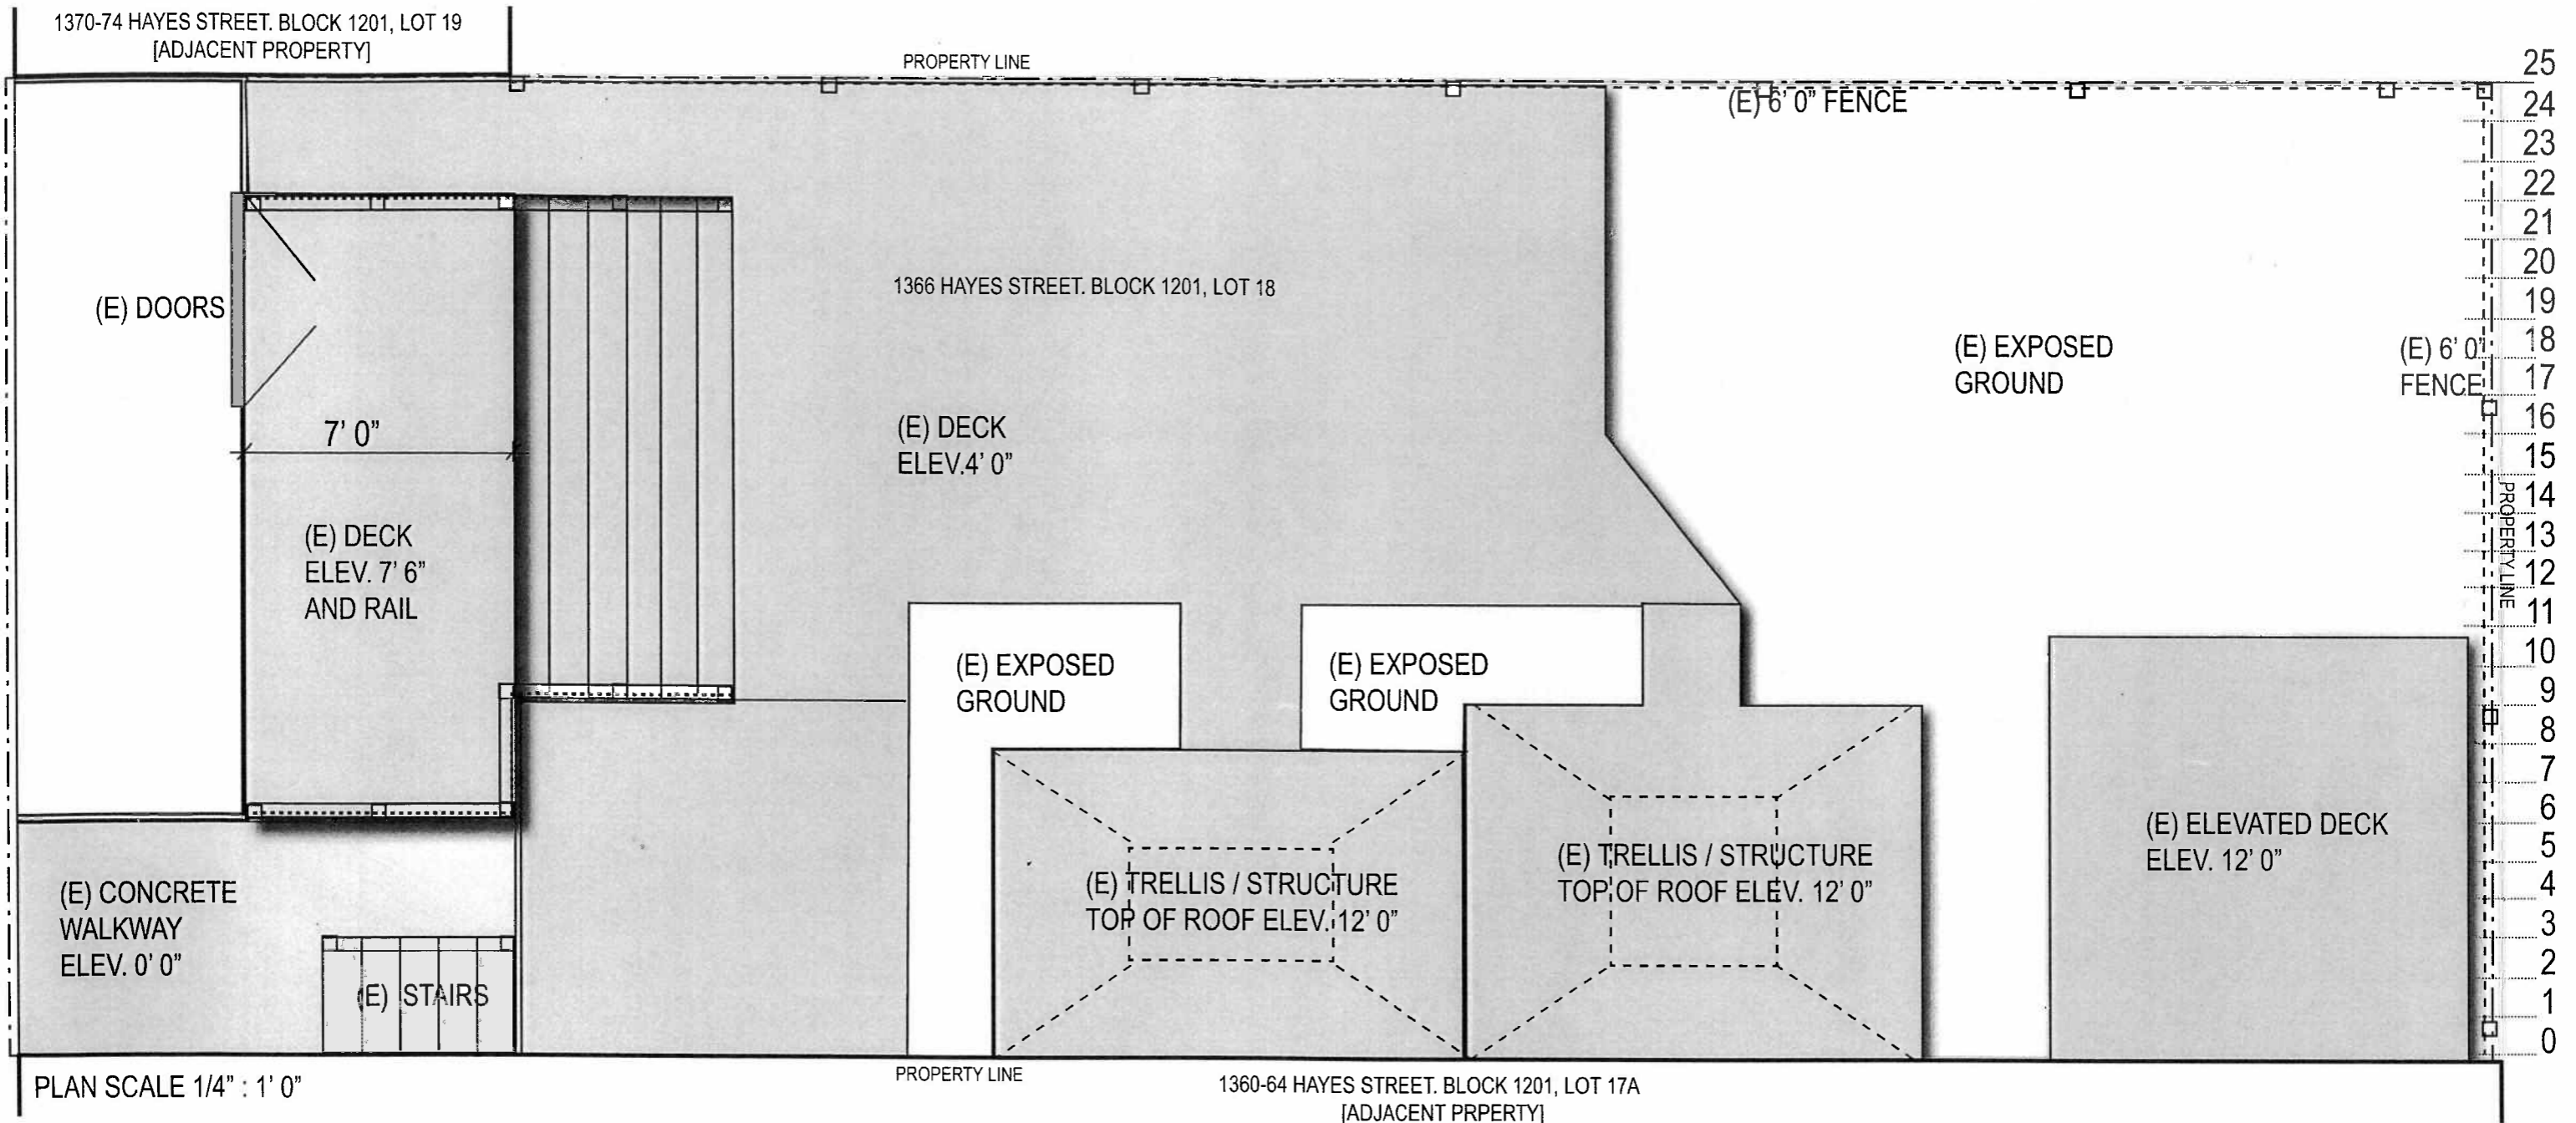 1370-74 HAYES STREET. BLOCK 1201, LOT 19
[ADJACENT PROPERTY]
PROPERTY LINE
(E) 6' 0" FENCE
1366 HAYES STREET. BLOCK 1201, LOT 18
(E) DOORS
7' 0"
(E) DECK
ELEV. 7' 6"
AND RAIL
(E) DECK
ELEV.4' 0"
(E) EXPOSED
GROUND
(E) 6' 0'
FENCE
(E) EXPOSED
GROUND
(E) EXPOSED
GROUND
(E) CONCRETE
WALKWAY
ELEV. 0' 0"
(E) STAIRS
(E) TRELLIS / STRUCTURE
TOP OF ROOF ELEV. 12' 0"
(E) TRELLIS / STRUCTURE
TOP OF ROOF ELEV. 12' 0"
(E) ELEVATED DECK
ELEV. 12' 0"
PROPERTY LINE
25
24
23
22
21
20
19
18
17
16
15
14
13
12
11
10
9
8
7
6
5
4
3
2
1
0
PLAN SCALE 1/4" : 1' 0"
PROPERTY LINE
1360-64 HAYES STREET. BLOCK 1201, LOT 17A
[ADJACENT PRPERTY]